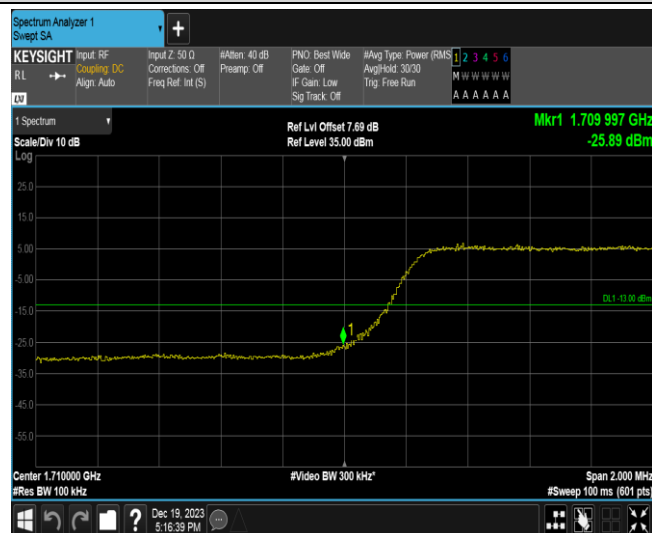 Spectrum Analyzer 1
Swept SA
+
KEYSIGHT
RL
LXI
Input: RF
Coupling: DC
Align: Auto
Input Z: 50 Ω
Corrections: Off
Freq Ref: Int (S)
#Atten: 40 dB
Preamp: Off
PNO: Best Wide
Gate: Off
IF Gain: Low
Sig Track: Off
#Avg Type: Power (RMS
Avg|Hold: 30/30
Trig: Free Run
1 2 3 4 5 6
M W W W W W
A A A A A A
1 Spectrum
Scale/Div 10 dB
Log
Ref Lvl Offset 7.69 dB
Ref Level 35.00 dBm
Mkr1 1.709 997 GHz
-25.89 dBm
25.0
15.0
5.00
-5.00
-15.0
-25.0
-35.0
-45.0
-55.0
DL1 -13.00 dBm
1
Center 1.710000 GHz
#Res BW 100 kHz
#Video BW 300 kHz*
Span 2.000 MHz
#Sweep 100 ms (601 pts)
?
Dec 19, 2023
5:16:39 PM